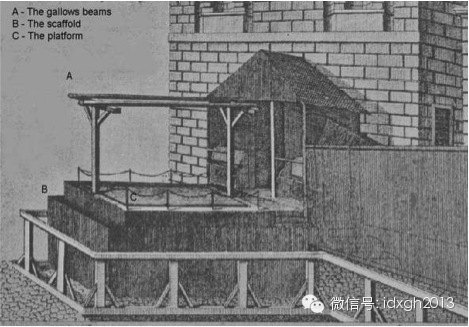 A - The gallows beams
B - The scaffold
C - The platform
A
B
C
微信号: idxgh2013